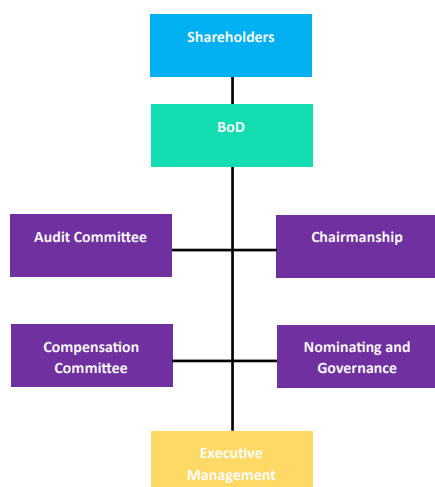 Shareholders
BoD
Audit Committee
Chairmanship
Compensation
Committee
Nominating and
Governance
Executive
Management